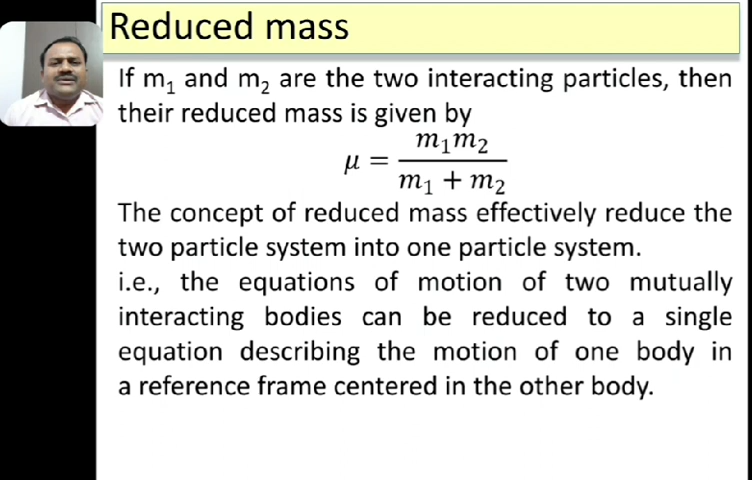 Reduced mass
If m₁ and m₂ are the two interacting particles, then
their reduced mass is given by
μ = m₁m₂ / (m₁ + m₂)
The concept of reduced mass effectively reduce the
two particle system into one particle system.
i.e., the equations of motion of two mutually
interacting bodies can be reduced to a single
equation describing the motion of one body in
a reference frame centered in the other body.